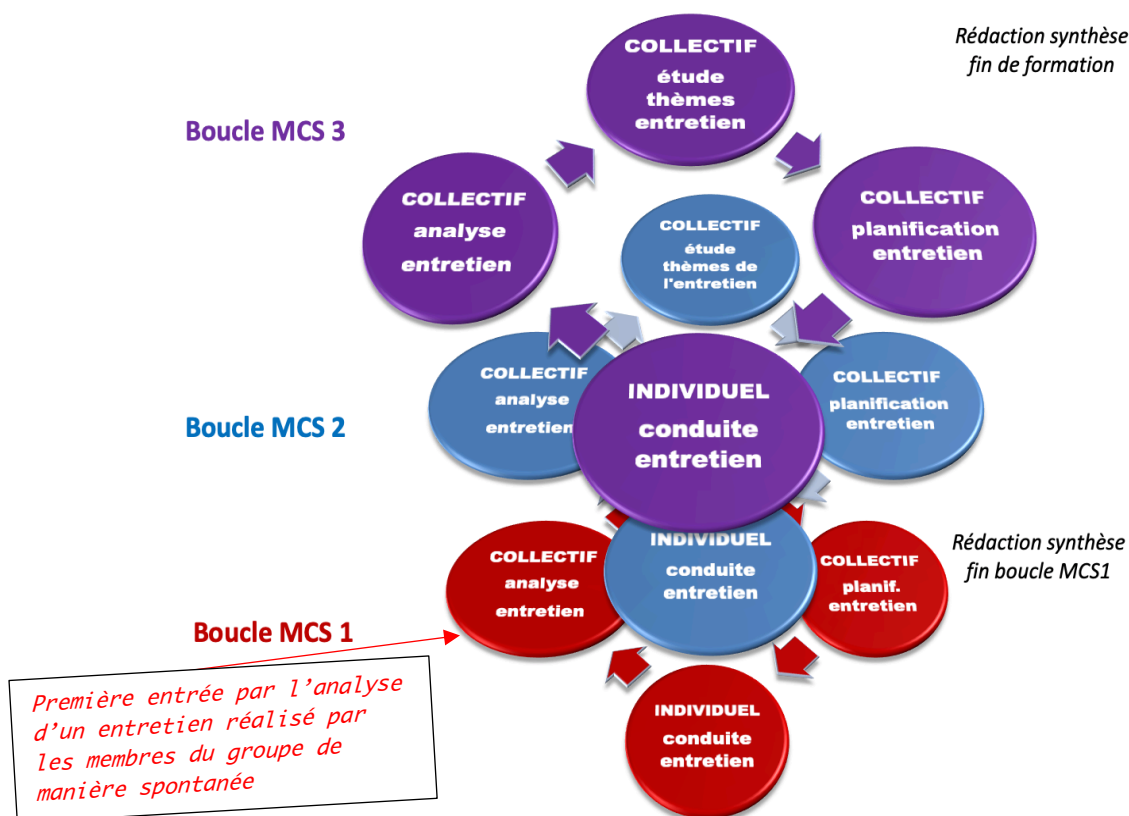 Rédaction synthèse
fin de formation
COLLECTIF
étude
thèmes
entretien
Boucle MCS 3
COLLECTIF
analyse
entretien
COLLECTIF
planification
entretien
COLLECTIF
étude
thèmes de
l'entretien
Boucle MCS 2
COLLECTIF
analyse
entretien
INDIVIDUEL
conduite
entretien
COLLECTIF
planification
entretien
Rédaction synthèse
fin boucle MCS1
Boucle MCS 1
COLLECTIF
analyse
entretien
INDIVIDUEL
conduite
entretien
COLLECTIF
planif.
entretien
Première entrée par l’analyse
d’un entretien réalisé par
les membres du groupe de
manière spontanée
INDIVIDUEL
conduite
entretien